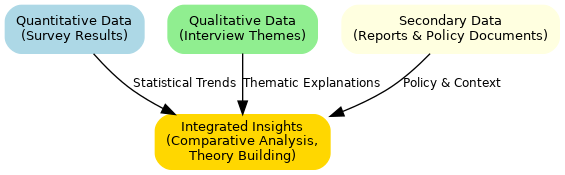 Quantitative Data
(Survey Results)
Qualitative Data
(Interview Themes)
Secondary Data
(Reports & Policy Documents)
Statistical Trends
Thematic Explanations
Policy & Context
Integrated Insights
(Comparative Analysis,
Theory Building)